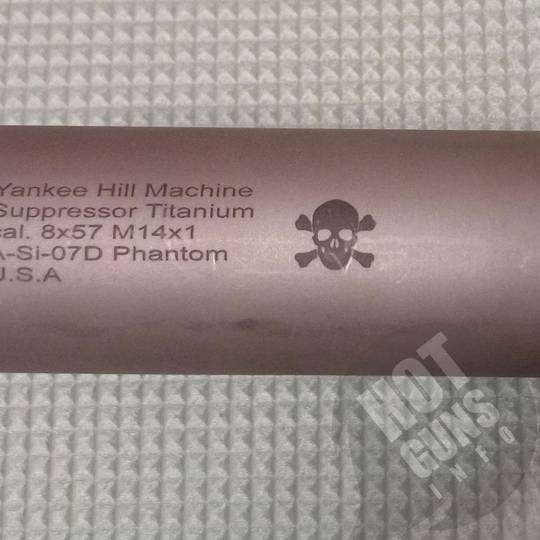 Yankee Hill Machine
Suppressor Titanium
cal. 8x57 M14x1
A-Si-07D Phantom
U.S.A
HOT
GUNS
INFO